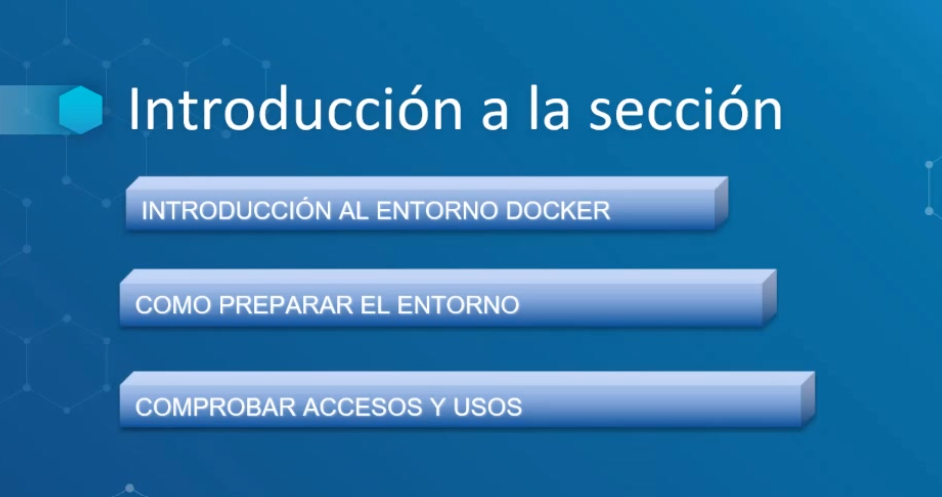 Introducción a la sección
INTRODUCCIÓN AL ENTORNO DOCKER
COMO PREPARAR EL ENTORNO
COMPROBAR ACCESOS Y USOS